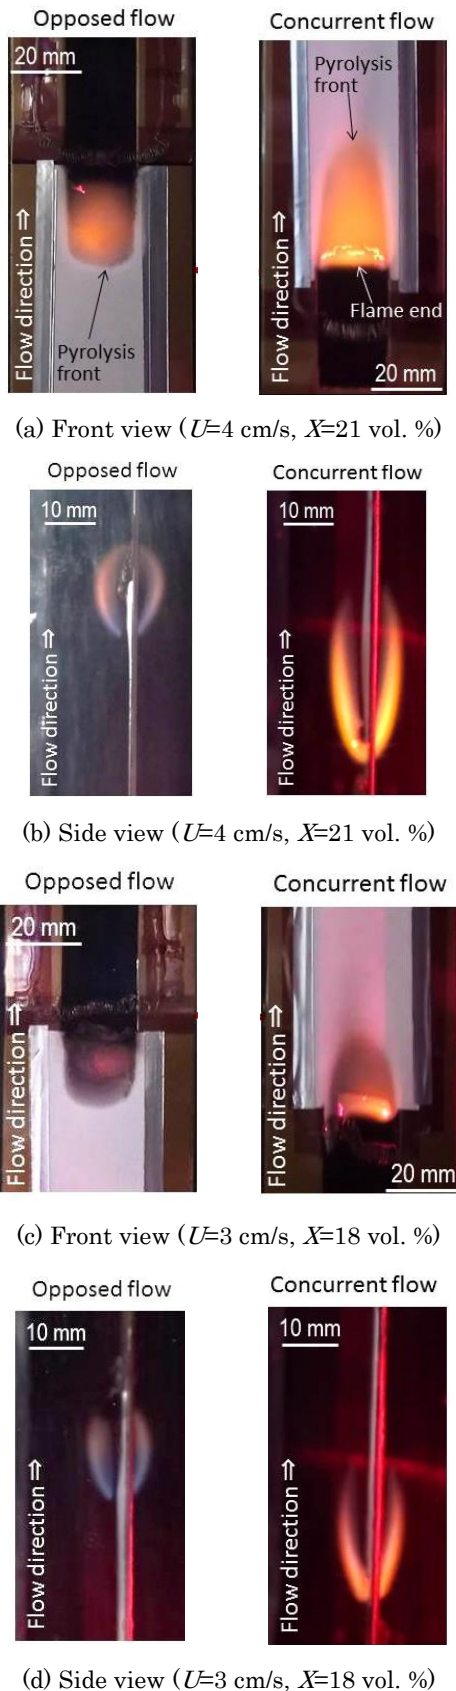 Opposed flow
Concurrent flow
20 mm
Flow direction ⇒
Pyrolysis
front
Pyrolysis
front
Flow direction ⇒
Flame end
20 mm
(a) Front view (U=4 cm/s, X=21 vol. %)
Opposed flow
Concurrent flow
10 mm
Flow direction ⇒
10 mm
Flow direction ⇒
(b) Side view (U=4 cm/s, X=21 vol. %)
Opposed flow
Concurrent flow
20 mm
Flow direction ⇒
Flow direction ⇒
20 mm
(c) Front view (U=3 cm/s, X=18 vol. %)
Opposed flow
Concurrent flow
10 mm
Flow direction ⇒
10 mm
Flow direction ⇒
(d) Side view (U=3 cm/s, X=18 vol. %)